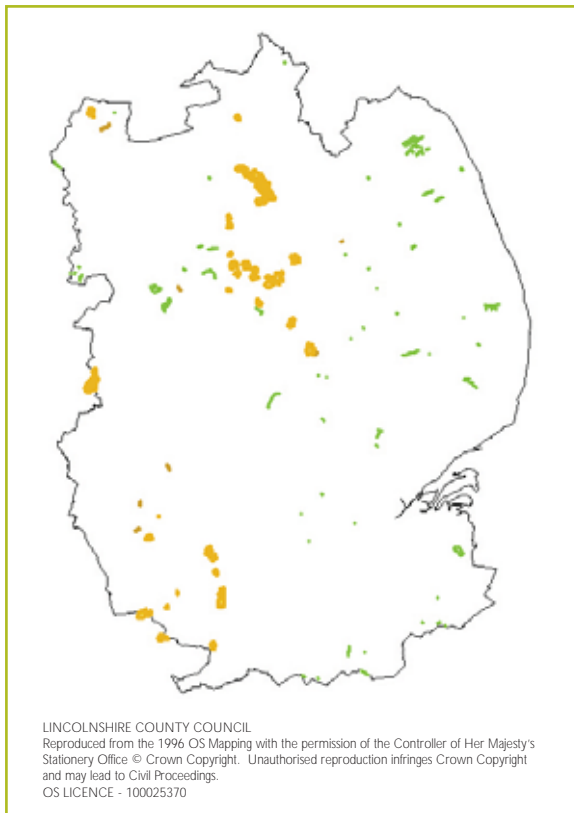 LINCOLNSHIRE COUNTY COUNCIL
Reproduced from the 1996 OS Mapping with the permission of the Controller of Her Majesty's
Stationery Office © Crown Copyright. Unauthorised reproduction infringes Crown Copyright
and may lead to Civil Proceedings.
OS LICENCE - 100025370